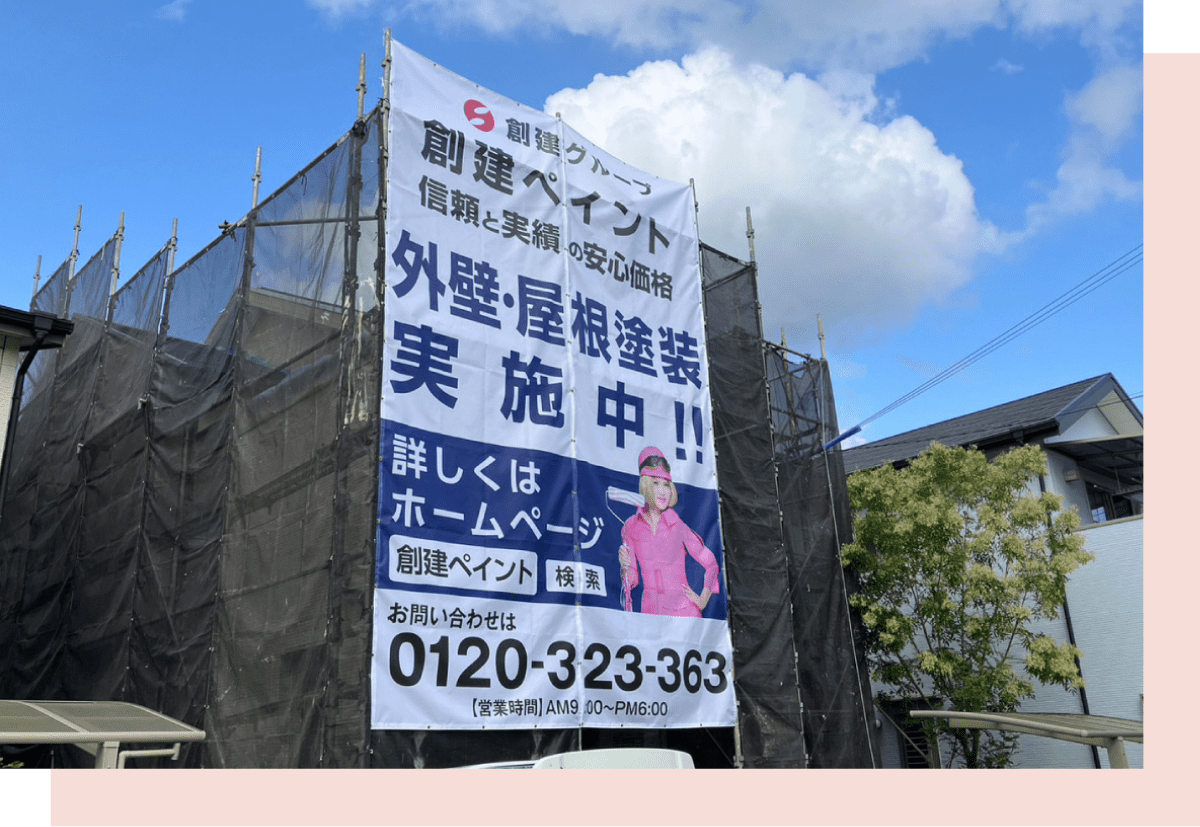 創建グループ
創建ペイント
信頼と実績の安心価格
外壁・屋根塗装
実施中!!
詳しくは
ホームページ
創建ペイント 検索
お問い合わせは
0120-323-363
【営業時間】AM9:00〜PM6:00